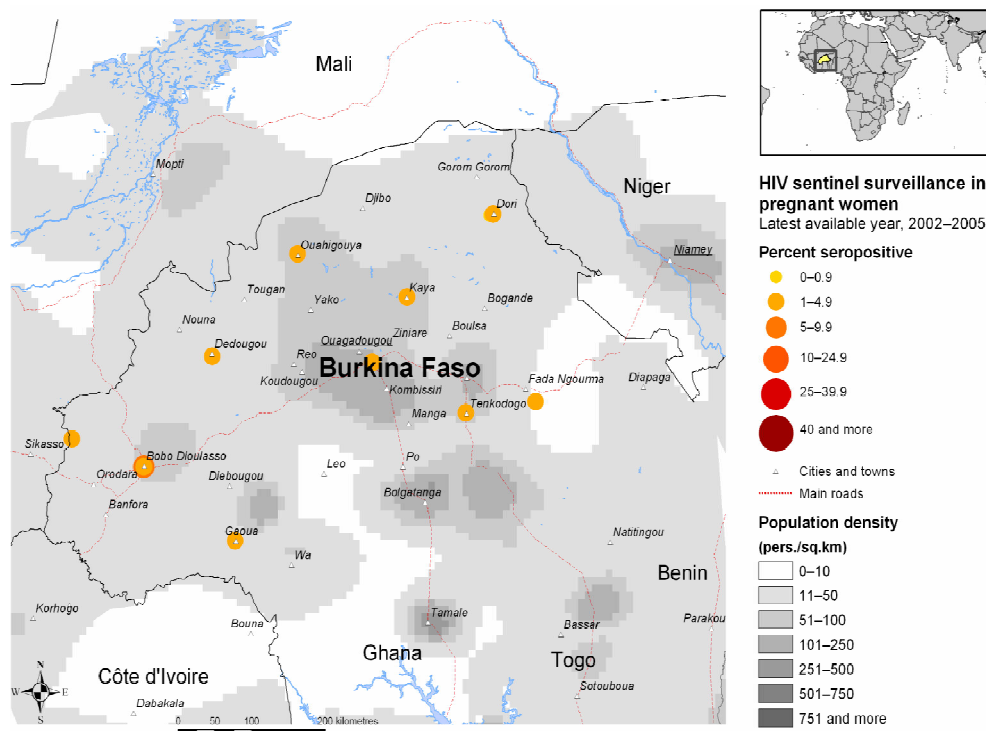 Mali
Mopti
Gorom Gorom
Niger
Djibo
Dori
Ouahigouya
Niamey
Tougan
Yako
Kaya
Bogande
Nouna
Ziniare
Boulsa
Dedougou
Ouagadougou
Reo
Burkina Faso
Koudougou
Kombissiri
Fada Ngourma
Diapaga
Manga
Tenkodogo
Sikasso
Bobo Dioulasso
Leo
Po
Orodara
Diebougou
Bolgatanga
Banfora
Gaoua
Natitingou
Wa
Benin
Korhogo
Bouna
Tamale
Bassar
Parakou
Ghana
Togo
Côte d'Ivoire
Sotouboua
Dabakala
N
W E
S
0 50 100 200 kilometres
HIV sentinel surveillance in
pregnant women
Latest available year, 2002–2005
Percent seropositive
0–0.9
1–4.9
5–9.9
10–24.9
25–39.9
40 and more
Cities and towns
Main roads
Population density
(pers./sq.km)
0–10
11–50
51–100
101–250
251–500
501–750
751 and more